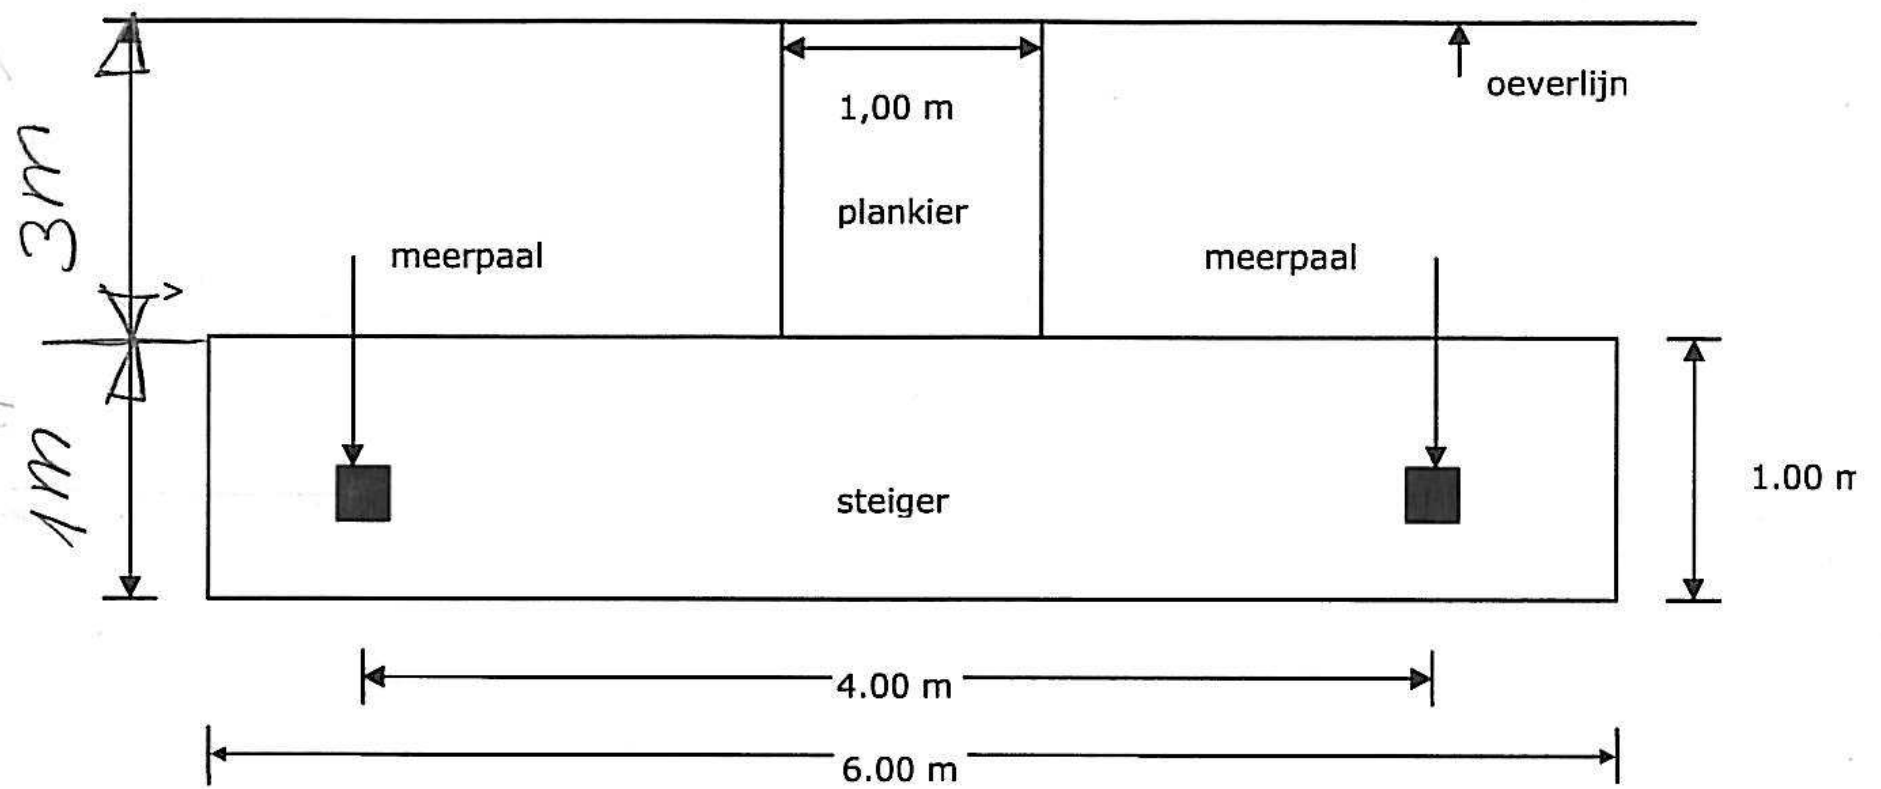 1,00 m
oeverlijn
3m
plankier
meerpaal
meerpaal
1m
steiger
1.00 m
4.00 m
6.00 m